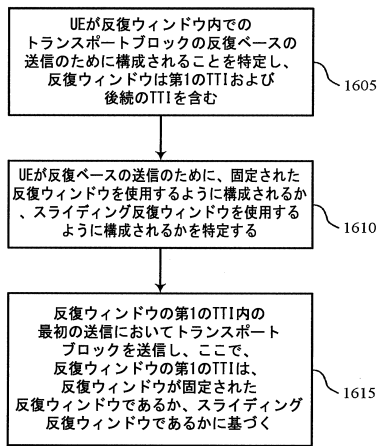 UEが反復ウィンドウ内での
トランスポートブロックの反復ベースの
送信のために構成されることを特定し、
反復ウィンドウは第1のTTIおよび
後続のTTIを含む
1605
UEが反復ベースの送信のために、固定された
反復ウィンドウを使用するように構成されるか
、スライディング反復ウィンドウを使用する
ように構成されるかを特定する
1610
反復ウィンドウの第1のTTI内の
最初の送信においてトランスポート
ブロックを送信し、ここで、
反復ウィンドウの第1のTTIは、
反復ウィンドウが固定された
反復ウィンドウであるか、スライディング
反復ウィンドウであるかに基づく
1615